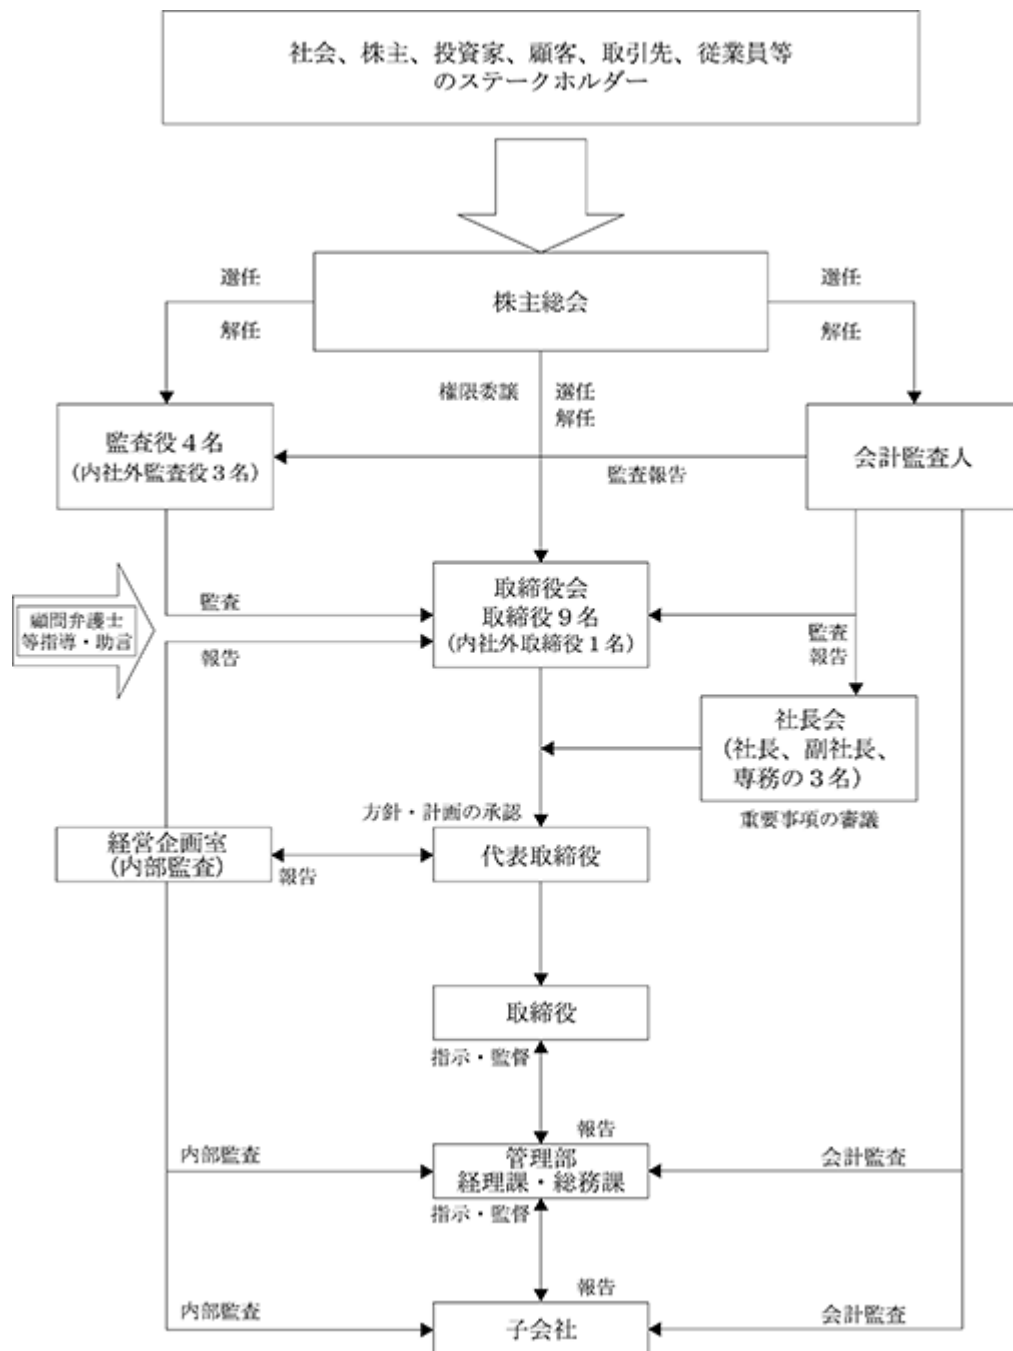 社会、株主、投資家、顧客、取引先、従業員等
のステークホルダー
株主総会
選任
解任
選任
解任
権限委譲
選任
解任
監査役４名
（内社外監査役３名）
会計監査人
監査報告
取締役会
取締役９名
（内社外取締役１名）
顧問弁護士
等指導・助言
監査
報告
監査
報告
社長会
（社長、副社長、
専務の３名）
重要事項の審議
方針・計画の承認
経営企画室
（内部監査）
報告
代表取締役
取締役
指示・監督
報告
内部監査
管理部
経理課・総務課
会計監査
指示・監督
報告
内部監査
子会社
会計監査